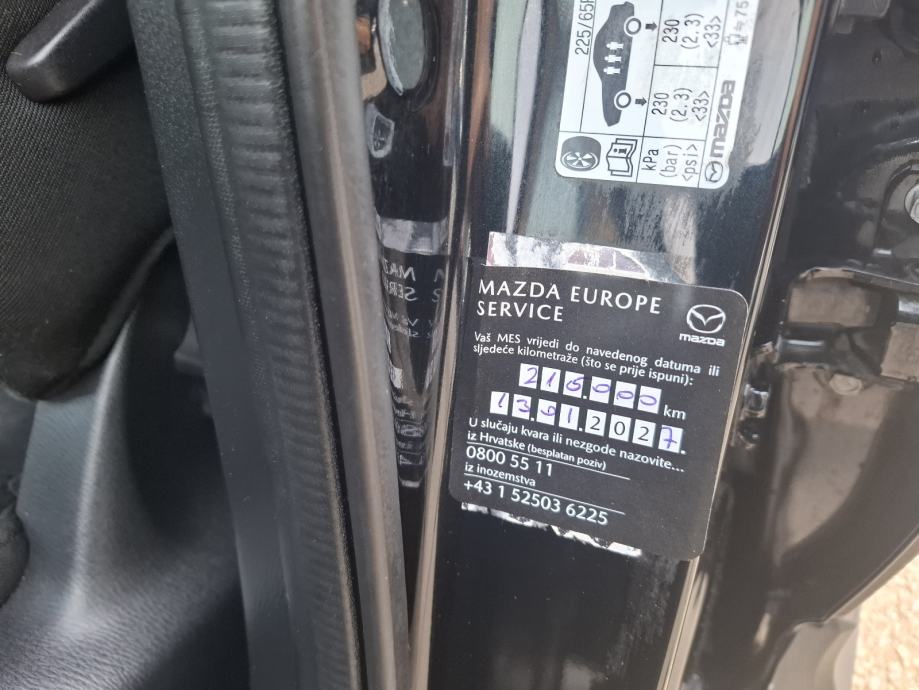 225/65R
230
(2.3)
<33>
230
(2.3)
<33>
kPa
(bar)
<psi>
mazda
MAZDA EUROPE
SERVICE
mazda
Vaš MES vrijedi do navedenog datuma ili
sljedeće kilometraže (što se prije ispuni):
216.000 km
13.01.2027.
U slučaju kvara ili nezgode nazovite...
iz Hrvatske (besplatan poziv)
0800 55 11
iz inozemstva
+43 1 52503 6225